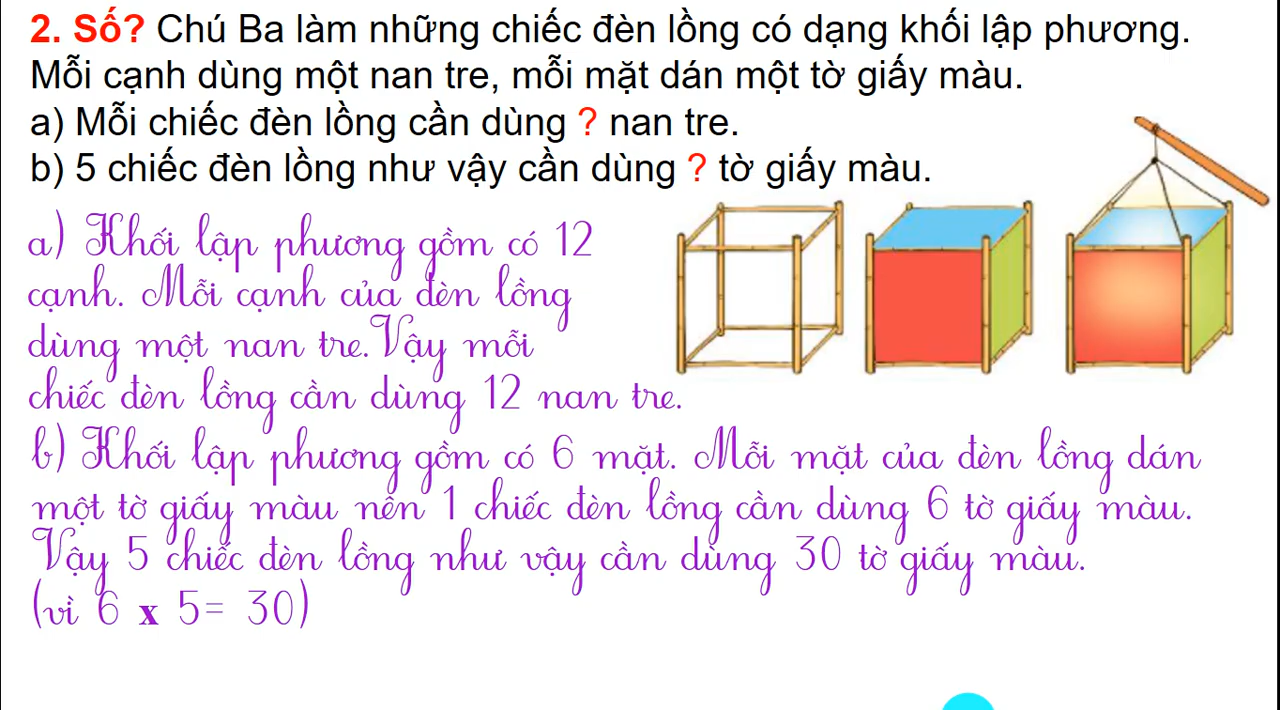 2. Số? Chú Ba làm những chiếc đèn lồng có dạng khối lập phương.
Mỗi cạnh dùng một nan tre, mỗi mặt dán một tờ giấy màu.
a) Mỗi chiếc đèn lồng cần dùng ? nan tre.
b) 5 chiếc đèn lồng như vậy cần dùng ? tờ giấy màu.
a) Khối lập phương gồm có 12
cạnh. Mỗi cạnh của đèn lồng
dùng một nan tre. Vậy mỗi
chiếc đèn lồng cần dùng 12 nan tre.
b) Khối lập phương gồm có 6 mặt. Mỗi mặt của đèn lồng dán
một tờ giấy màu nên 1 chiếc đèn lồng cần dùng 6 tờ giấy màu.
Vậy 5 chiếc đèn lồng như vậy cần dùng 30 tờ giấy màu.
(vì 6 x 5= 30)